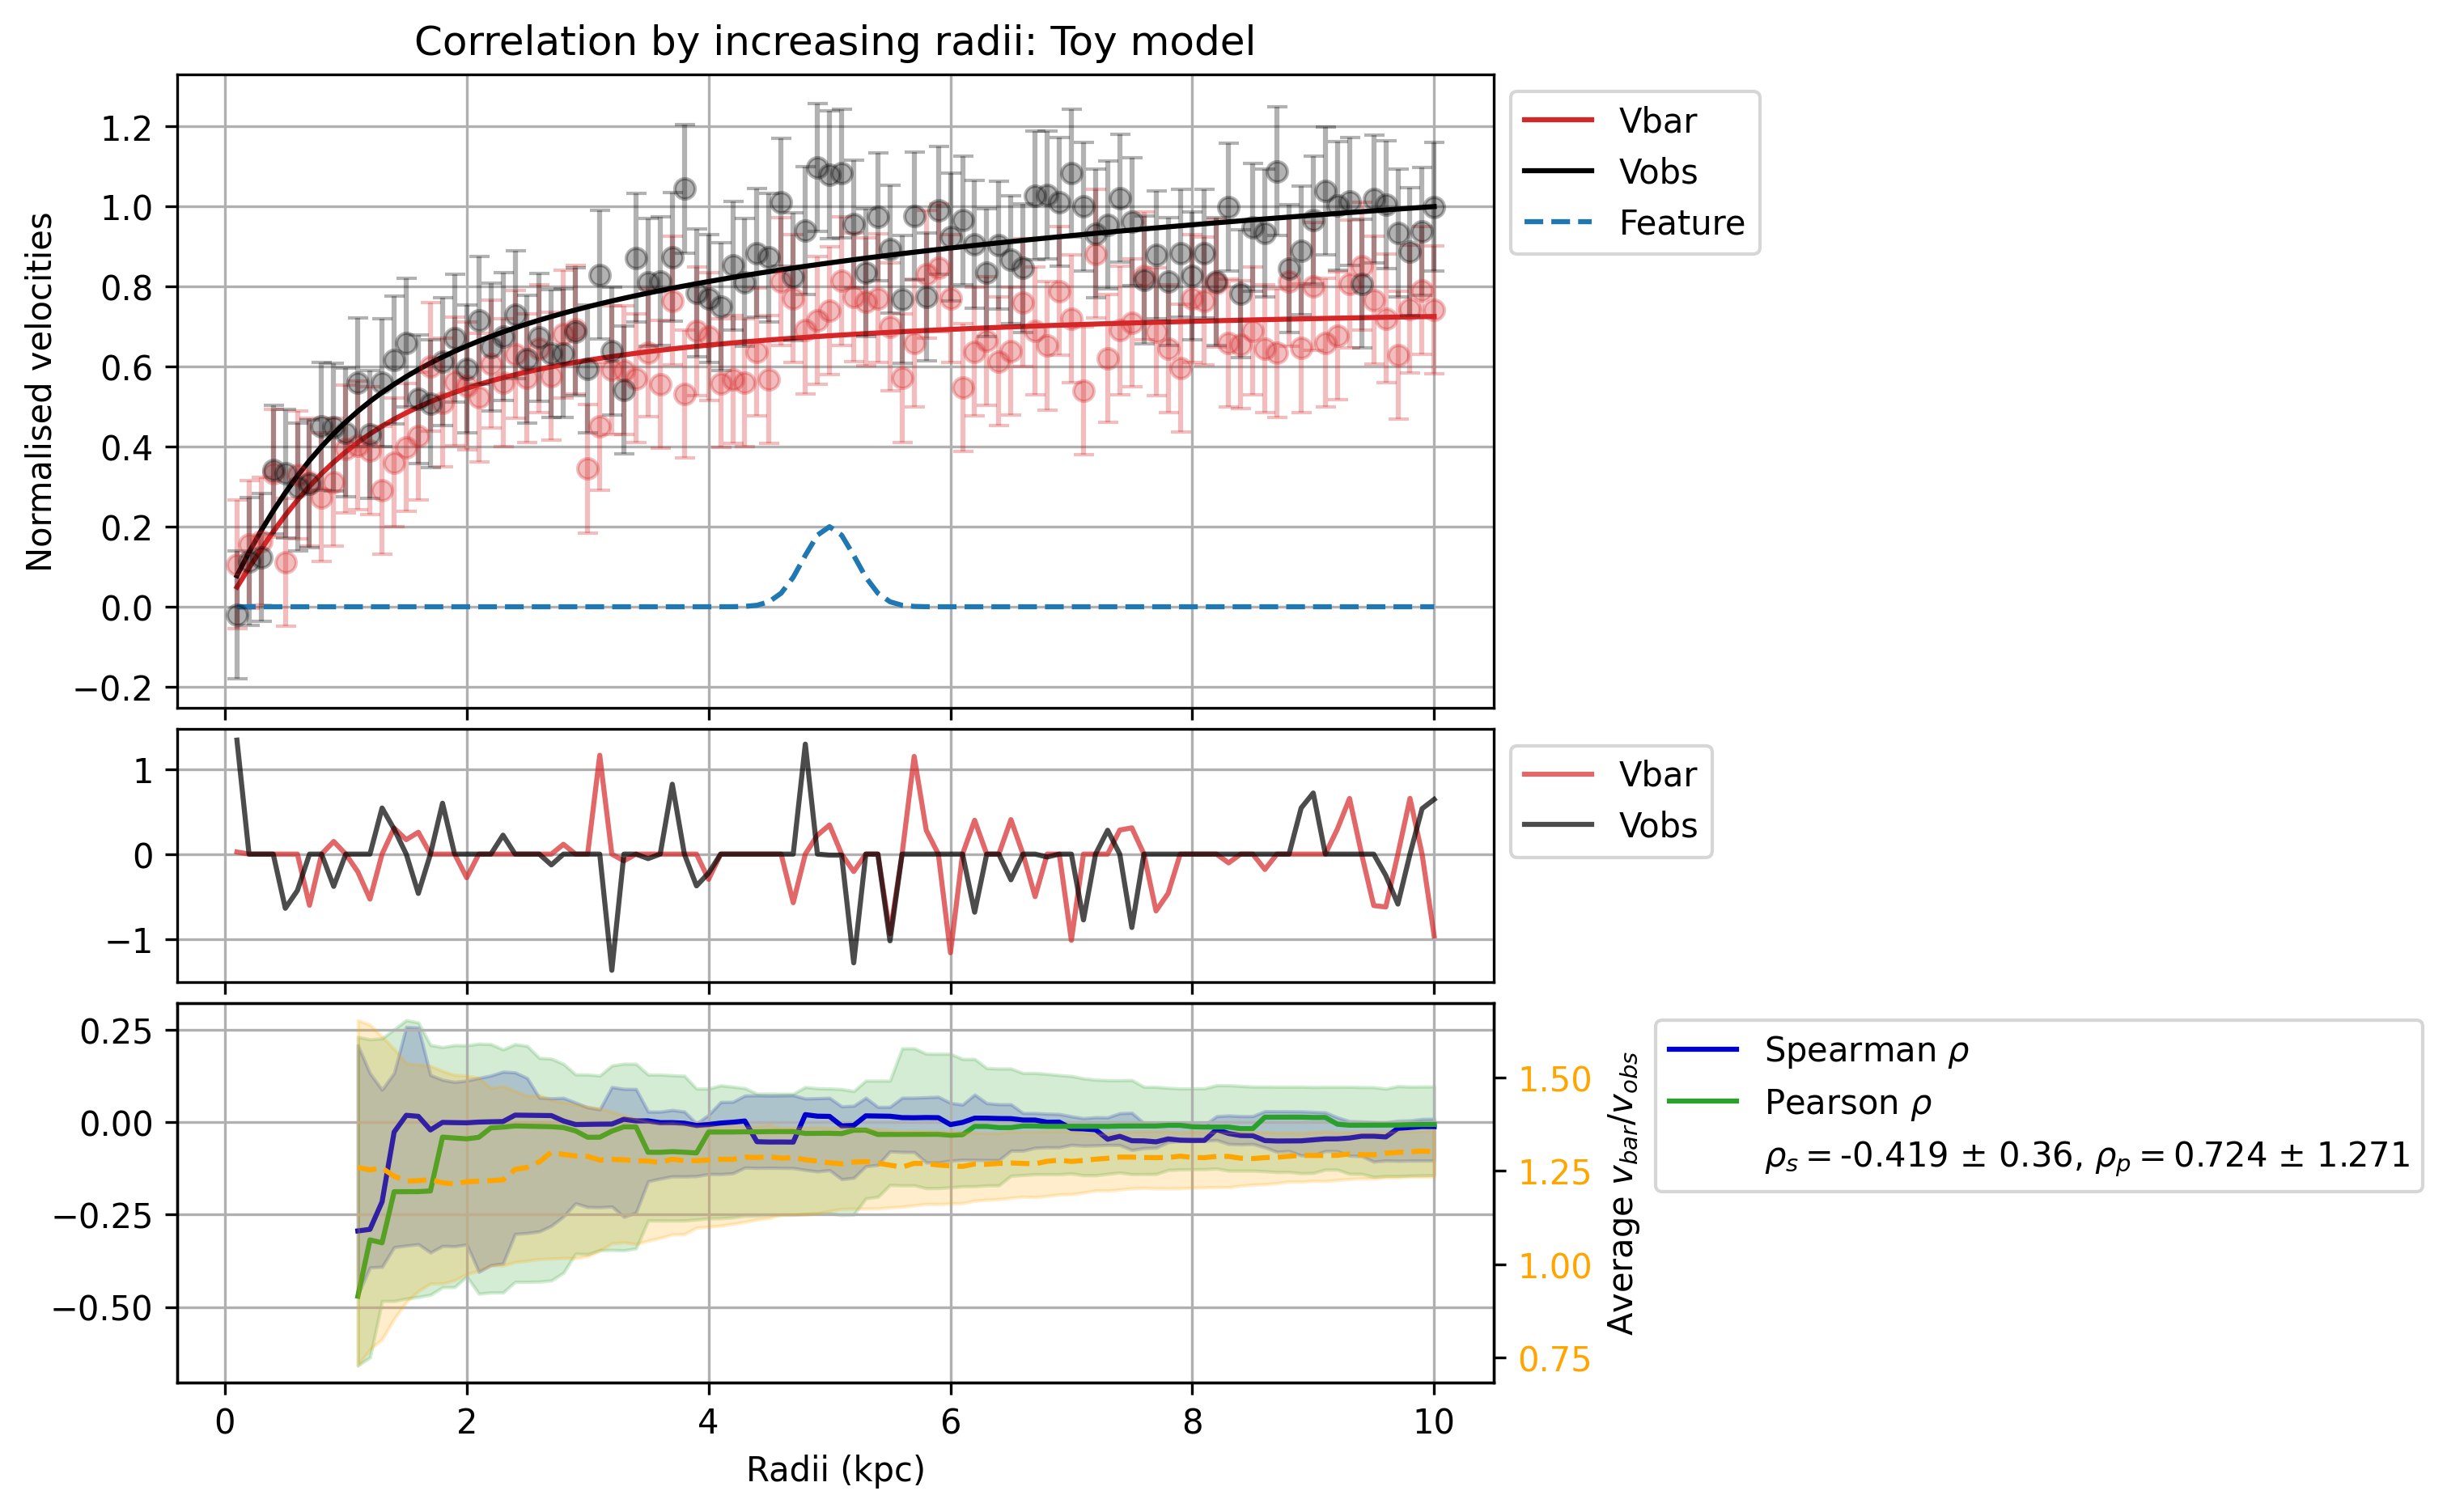 Correlation by increasing radii: Toy model
Normalised velocities
1.2
1.0
0.8
0.6
0.4
0.2
0.0
−0.2
Vbar
Vobs
Feature
1
0
−1
Vbar
Vobs
0.25
0.00
−0.25
−0.50
0 2 4 6 8 10
Radii (kpc)
1.50
1.25
1.00
0.75
Average v_bar/v_obs
Spearman ρ
Pearson ρ
ρ_s = -0.419 ± 0.36, ρ_p = 0.724 ± 1.271